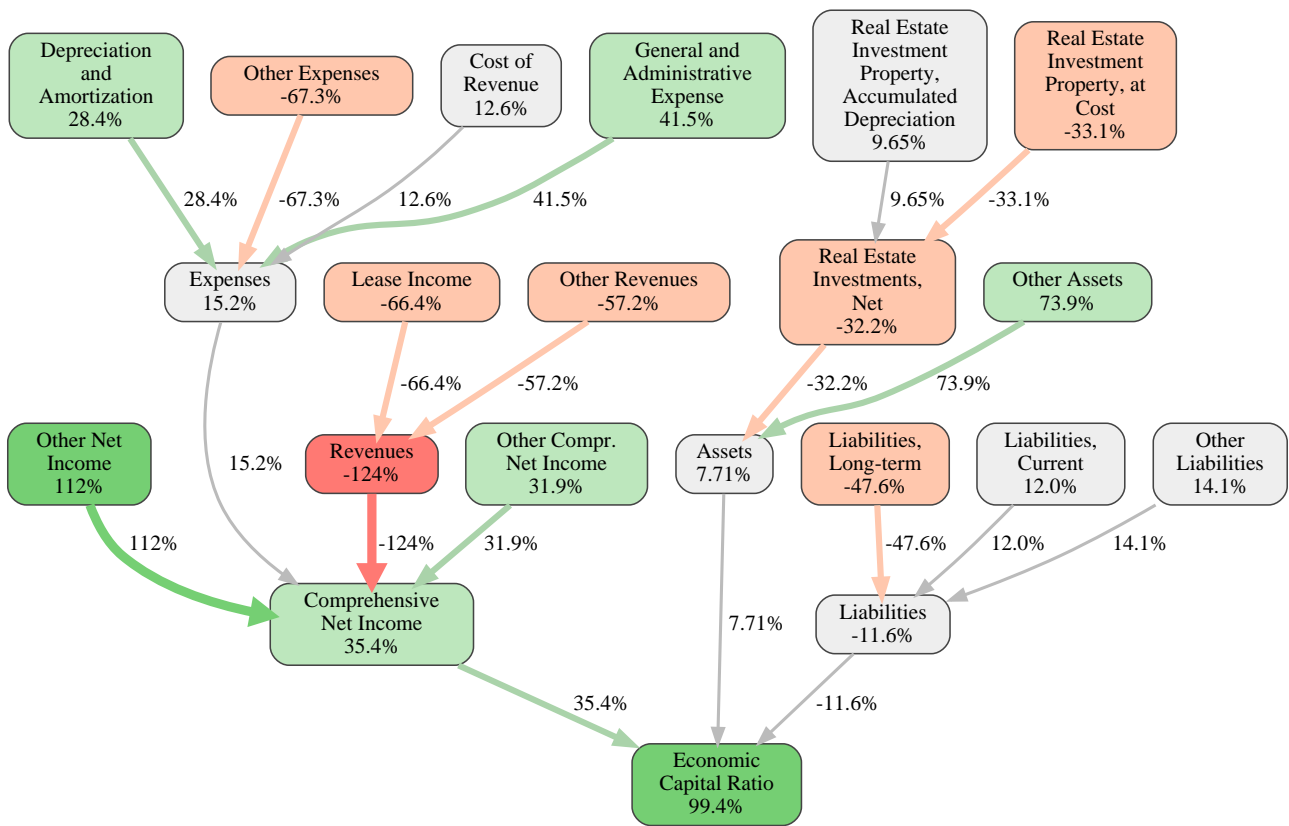 Depreciation
and
Amortization
28.4%
Other Expenses
-67.3%
Cost of
Revenue
12.6%
General and
Administrative
Expense
41.5%
Real Estate
Investment
Property,
Accumulated
Depreciation
9.65%
Real Estate
Investment
Property, at
Cost
-33.1%
28.4%
-67.3%
12.6%
41.5%
9.65%
-33.1%
Expenses
15.2%
Lease Income
-66.4%
Other Revenues
-57.2%
Real Estate
Investments,
Net
-32.2%
Other Assets
73.9%
-66.4%
-57.2%
-32.2%
73.9%
Other Net
Income
112%
15.2%
Revenues
-124%
Other Compr.
Net Income
31.9%
Assets
7.71%
Liabilities,
Long-term
-47.6%
Liabilities,
Current
12.0%
Other
Liabilities
14.1%
112%
-124%
31.9%
-47.6%
12.0%
14.1%
Comprehensive
Net Income
35.4%
7.71%
Liabilities
-11.6%
35.4%
-11.6%
Economic
Capital Ratio
99.4%